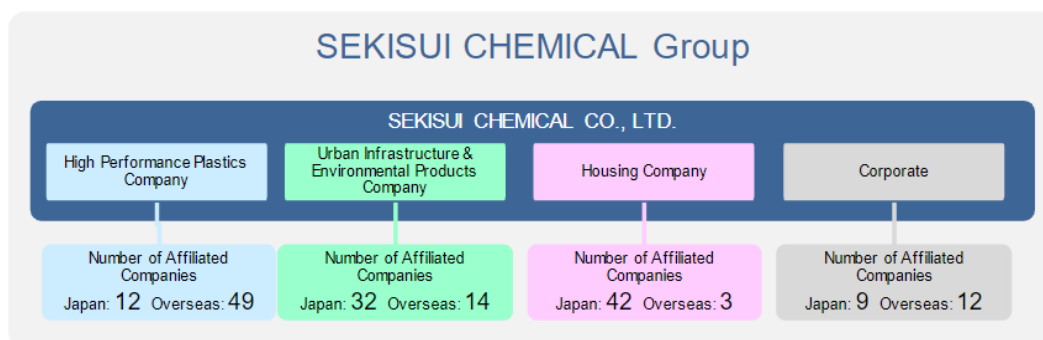 SEKISUI CHEMICAL Group
SEKISUI CHEMICAL CO., LTD.
High Performance Plastics
Company
Urban Infrastructure &
Environmental Products
Company
Housing Company
Corporate
Number of Affiliated
Companies
Japan: 12 Overseas: 49
Number of Affiliated
Companies
Japan: 32 Overseas: 14
Number of Affiliated
Companies
Japan: 42 Overseas: 3
Number of Affiliated
Companies
Japan: 9 Overseas: 12